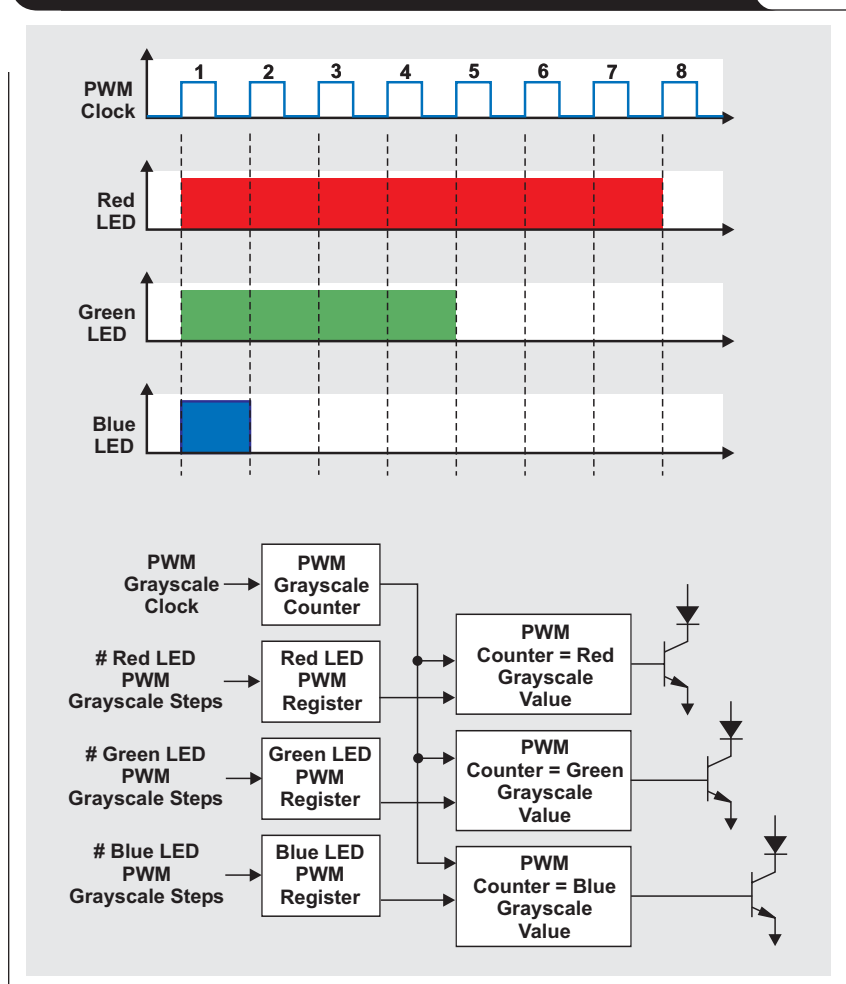 1 2 3 4 5 6 7 8
PWM
Clock
Red
LED
Green
LED
Blue
LED
PWM
Grayscale
Clock
PWM
Grayscale
Counter
# Red LED
PWM
Grayscale Steps
Red LED
PWM
Register
PWM
Counter = Red
Grayscale
Value
# Green LED
PWM
Grayscale Steps
Green LED
PWM
Register
PWM
Counter = Green
Grayscale
Value
# Blue LED
PWM
Grayscale Steps
Blue LED
PWM
Register
PWM
Counter = Blue
Grayscale
Value